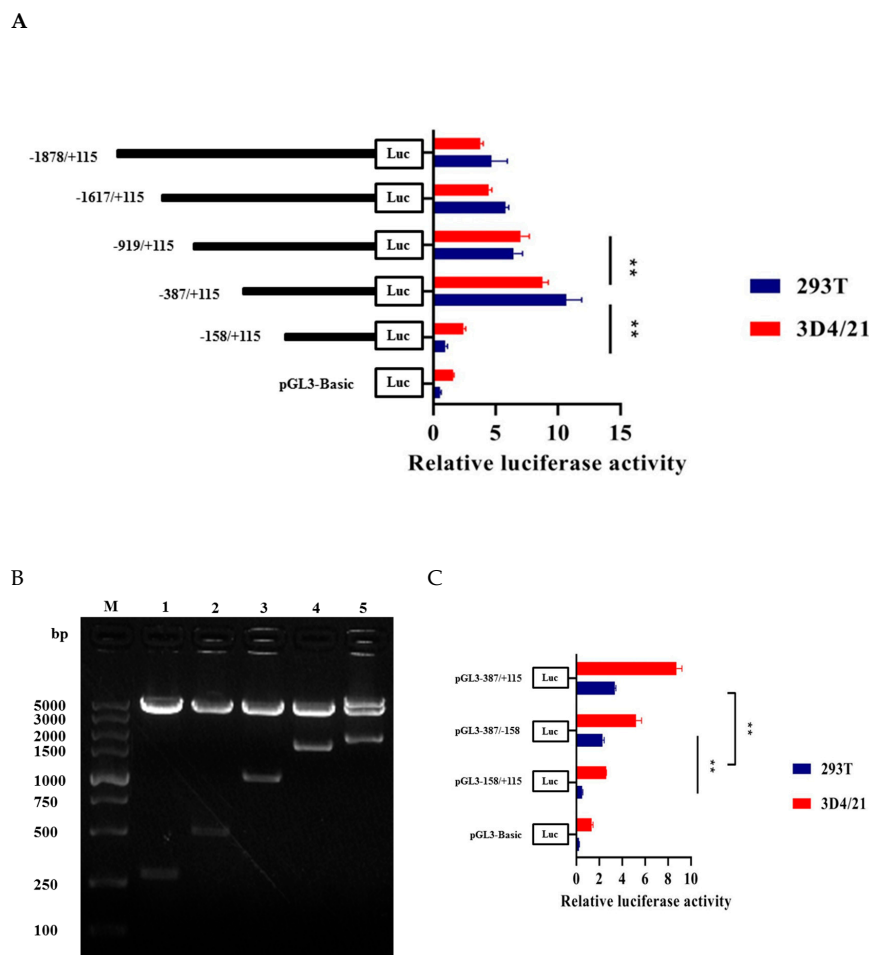 A
-1878/+115 Luc
-1617/+115 Luc
-919/+115 Luc
-387/+115 Luc
-158/+115 Luc
pGL3-Basic Luc
**
**
293T
3D4/21
0 5 10 15
Relative luciferase activity
B
M 1 2 3 4 5
bp
5000
3000
2000
1500
1000
750
500
250
100
C
pGL3-387/+115 Luc
pGL3-387/-158 Luc
pGL3-158/+115 Luc
pGL3-Basic Luc
**
**
293T
3D4/21
0 2 4 6 8 10
Relative luciferase activity